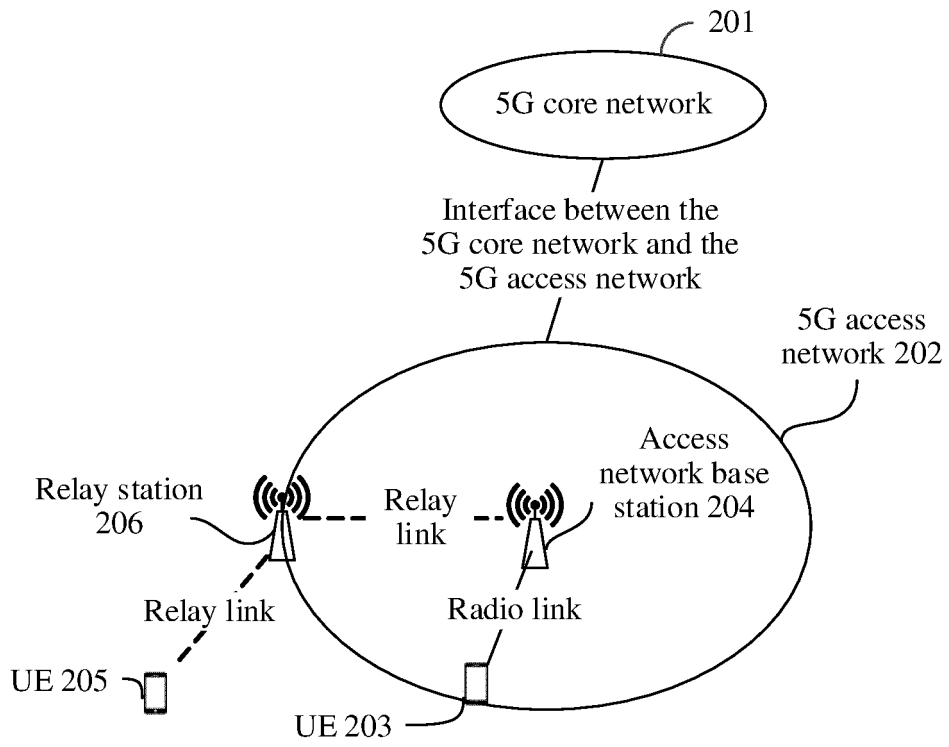 201
5G core network
Interface between the
5G core network and the
5G access network
5G access
network 202
Access
network base
station 204
Relay station
206
Relay
link
Relay link
Radio link
UE 205
UE 203